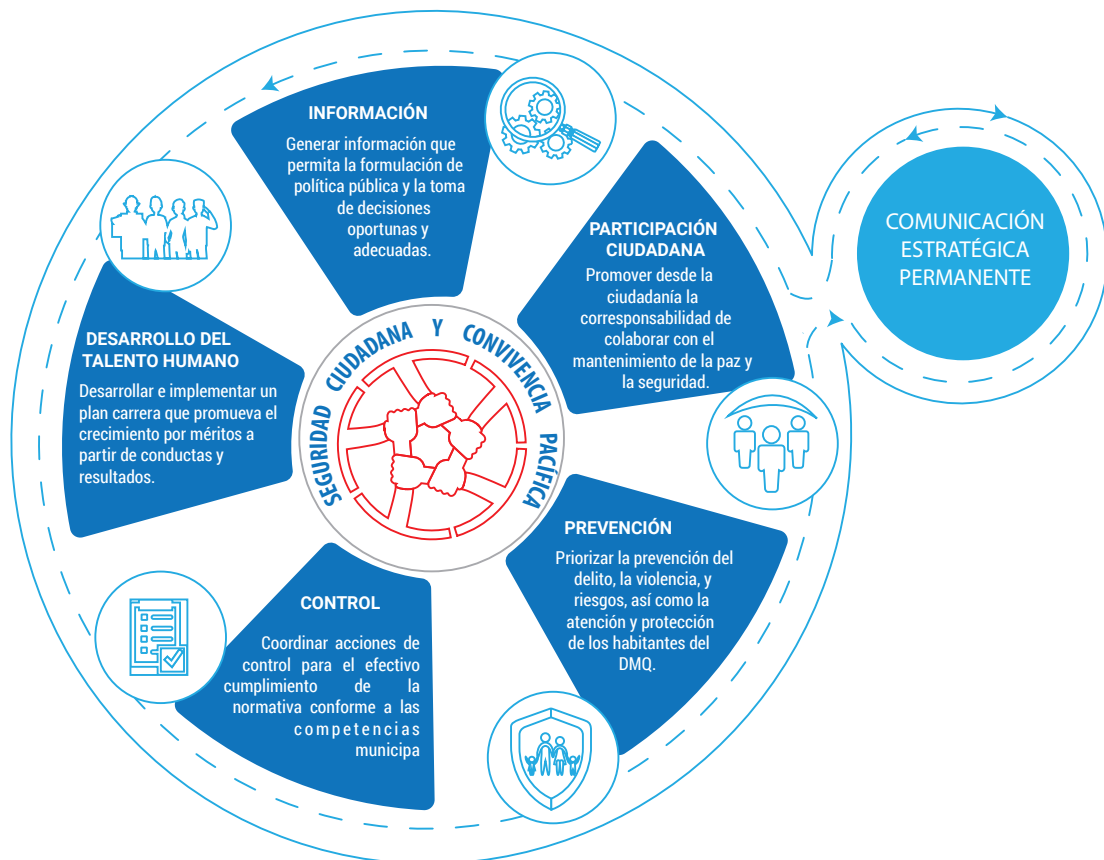 INFORMACIÓN
Generar información que
permita la formulación de
política pública y la toma
de decisiones
oportunas y
adecuadas.
PARTICIPACIÓN
CIUDADANA
Promover desde la
ciudadanía la
corresponsabilidad de
colaborar con el
mantenimiento de la paz y
la seguridad.
COMUNICACIÓN
ESTRATÉGICA
PERMANENTE
DESARROLLO DEL
TALENTO HUMANO
Desarrollar e implementar un
plan carrera que promueva el
crecimiento por méritos a
partir de conductas y
resultados.
SEGURIDAD CIUDADANA Y CONVIVENCIA PACÍFICA
PREVENCIÓN
Priorizar la prevención del
delito, la violencia, y
riesgos, así como la
atención y protección
de los habitantes del
DMQ.
CONTROL
Coordinar acciones de
control para el efectivo
cumplimiento de la
normativa conforme a las
competencias
municipa